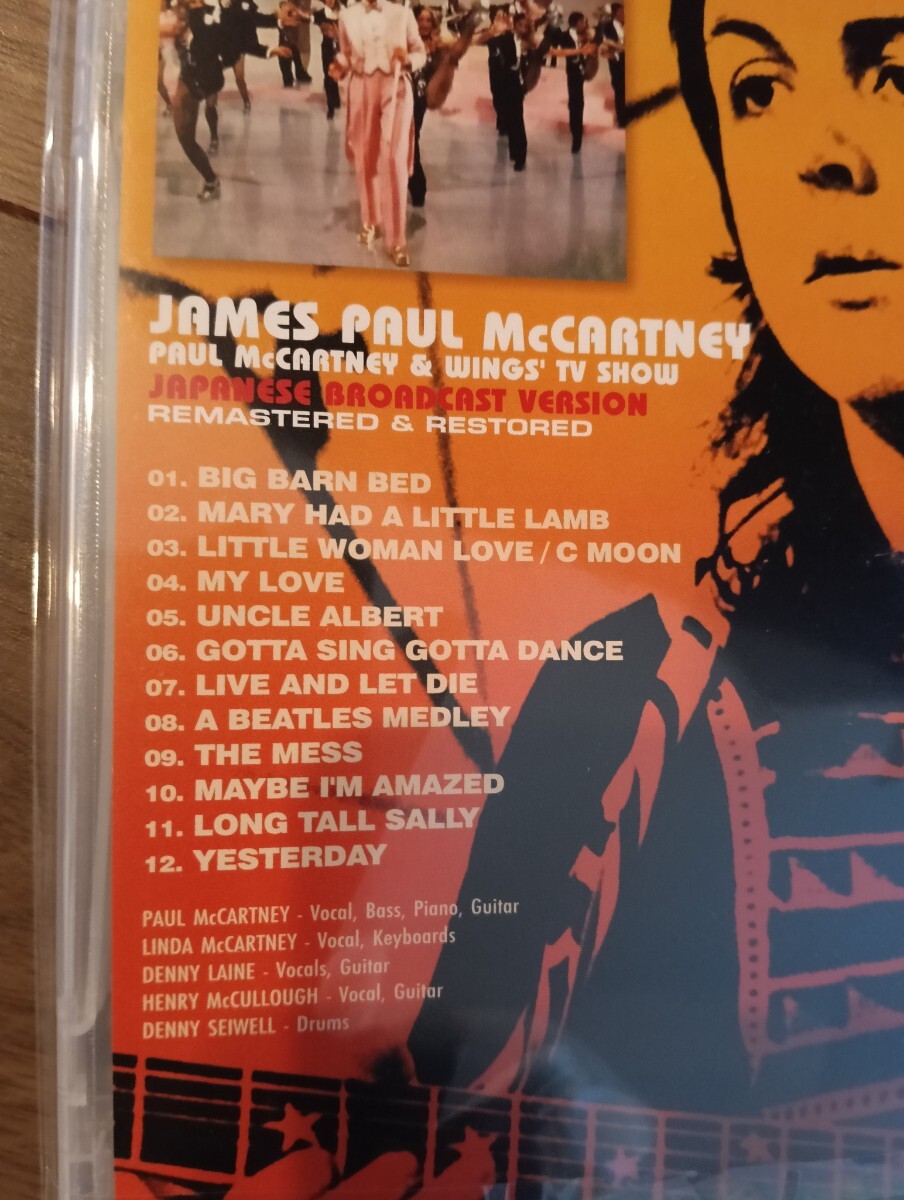 JAMES PAUL McCARTNEY
PAUL McCARTNEY & WINGS' TV SHOW
JAPANESE BROADCAST VERSION
REMASTERED & RESTORED
01. BIG BARN BED
02. MARY HAD A LITTLE LAMB
03. LITTLE WOMAN LOVE / C MOON
04. MY LOVE
05. UNCLE ALBERT
06. GOTTA SING GOTTA DANCE
07. LIVE AND LET DIE
08. A BEATLES MEDLEY
09. THE MESS
10. MAYBE I'M AMAZED
11. LONG TALL SALLY
12. YESTERDAY
PAUL McCARTNEY - Vocal, Bass, Piano, Guitar
LINDA McCARTNEY - Vocal, Keyboards
DENNY LAINE - Vocals, Guitar
HENRY McCULLOUGH - Vocal, Guitar
DENNY SEIWELL - Drums